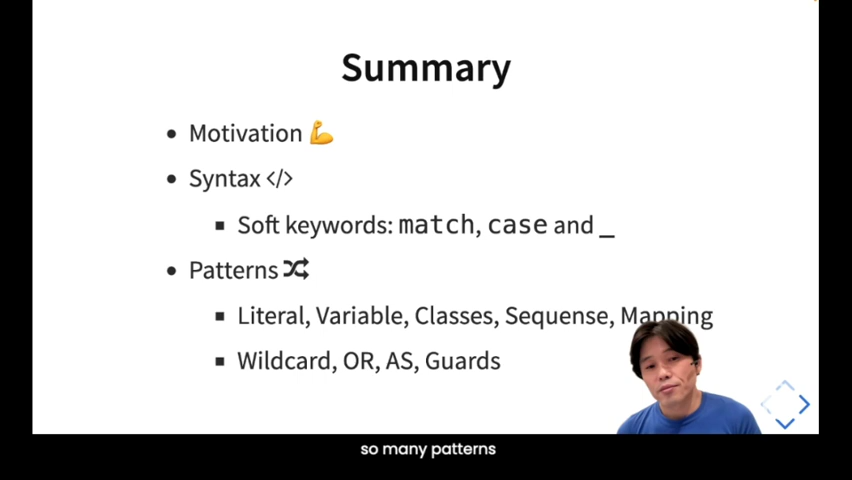 Summary
Motivation 💪
Syntax </>
Soft keywords: match, case and _
Patterns
Literal, Variable, Classes, Sequense, Mapping
Wildcard, OR, AS, Guards
so many patterns